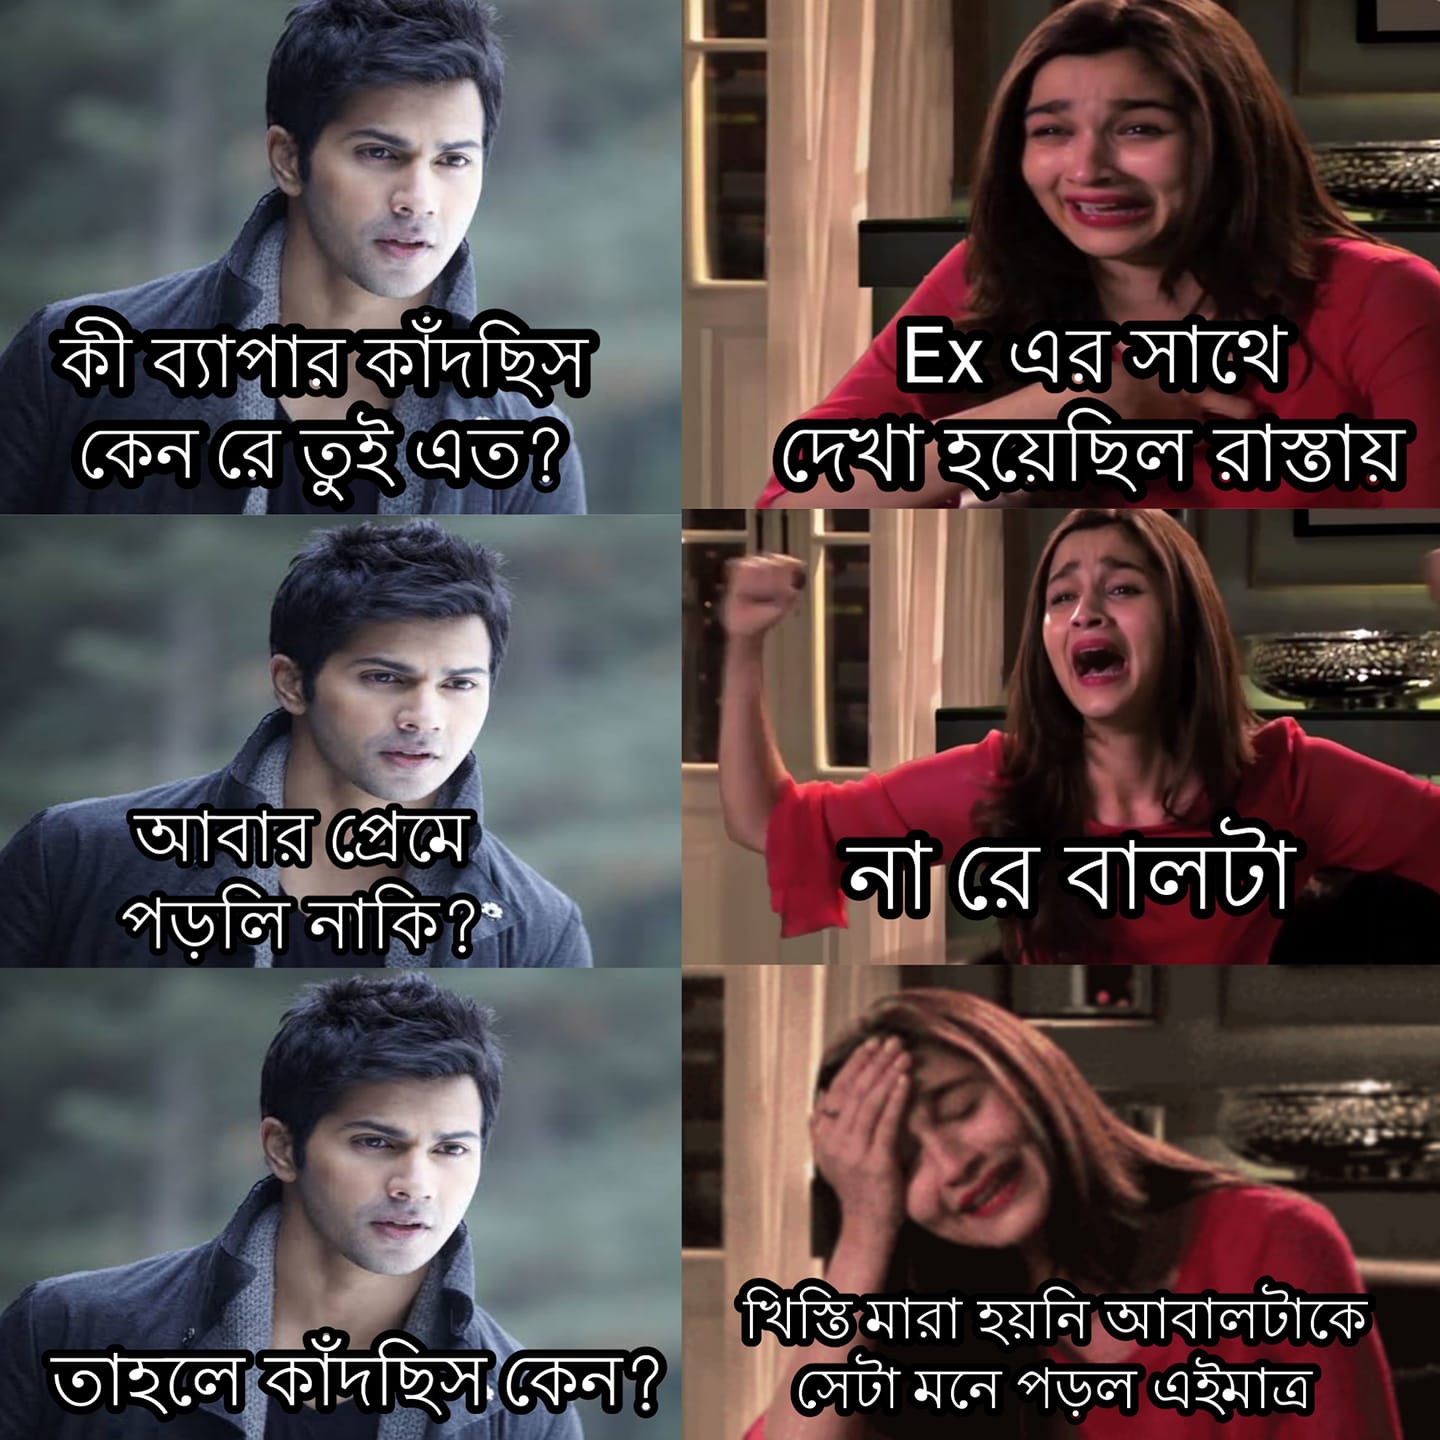 কী ব্যাপার কাঁদছিস
কেন রে তুই এত?
Ex এর সাথে
দেখা হয়েছিল রাস্তায়
আবার প্রেমে
পড়লি নাকি?
না রে বালটা
তাহলে কাঁদছিস কেন?
খিস্তি মারা হয়নি আবালটাকে
সেটা মনে পড়ল এইমাত্র